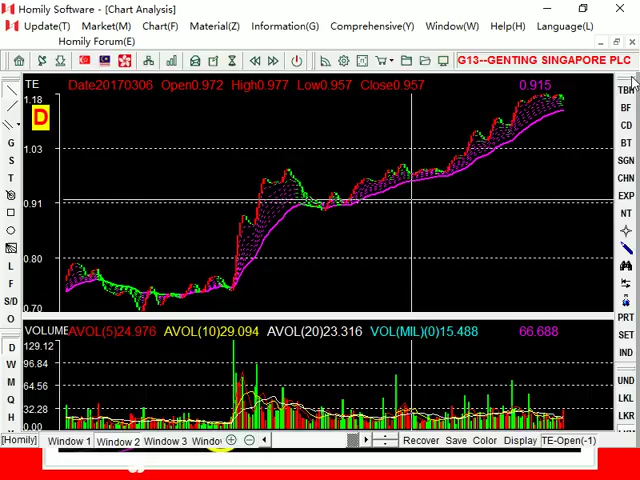 Homily Software - [Chart Analysis]
Update(T) Market(M) Chart(F) Material(Z) Information(G) Comprehensive(Y) Window(W) Help(H) Language(L)
Homily Forum(E)
G13--GENTING SINGAPORE PLC
TE Date20170306 High0.972 High0.977 Low0.957 Close0.957 0.915
1.18
D
1.03
0.91
0.80
0.70
VOLUME AVOL(5)24.976 AVOL(10)29.094 AVOL(20)23.316 VOL(MIL)(0)15.488 66.688
129.12
96.84
64.56
32.28
0.00
G
S
T
L
F
S/D
O
D
W
M
Q
H
TBH
BF
CD
BT
SGN
CHN
EXP
NT
PRT
SET
IND
UND
LKL
LKR
[Homily] Window 1 Window 2 Window 3 Windo Recover Save Color Display TE-Open(-1)